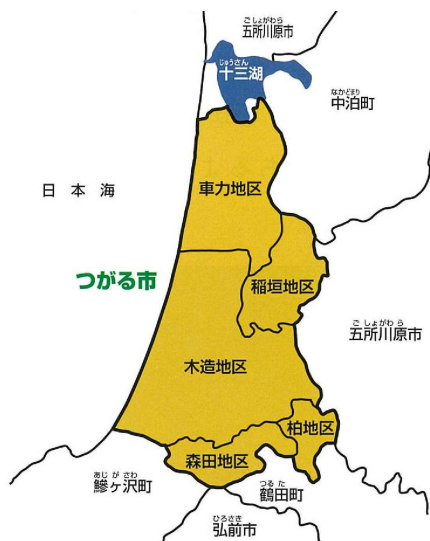 ごしょがわら
五所川原市
じゅうさん
十三湖
なかどまり
中泊町
車力地区
日本海
つがる市
稲垣地区
ごしょがわら
五所川原市
木造地区
柏地区
森田地区
あじがさわ
鰺ヶ沢町
つるた
鶴田町
ひろさき
弘前市